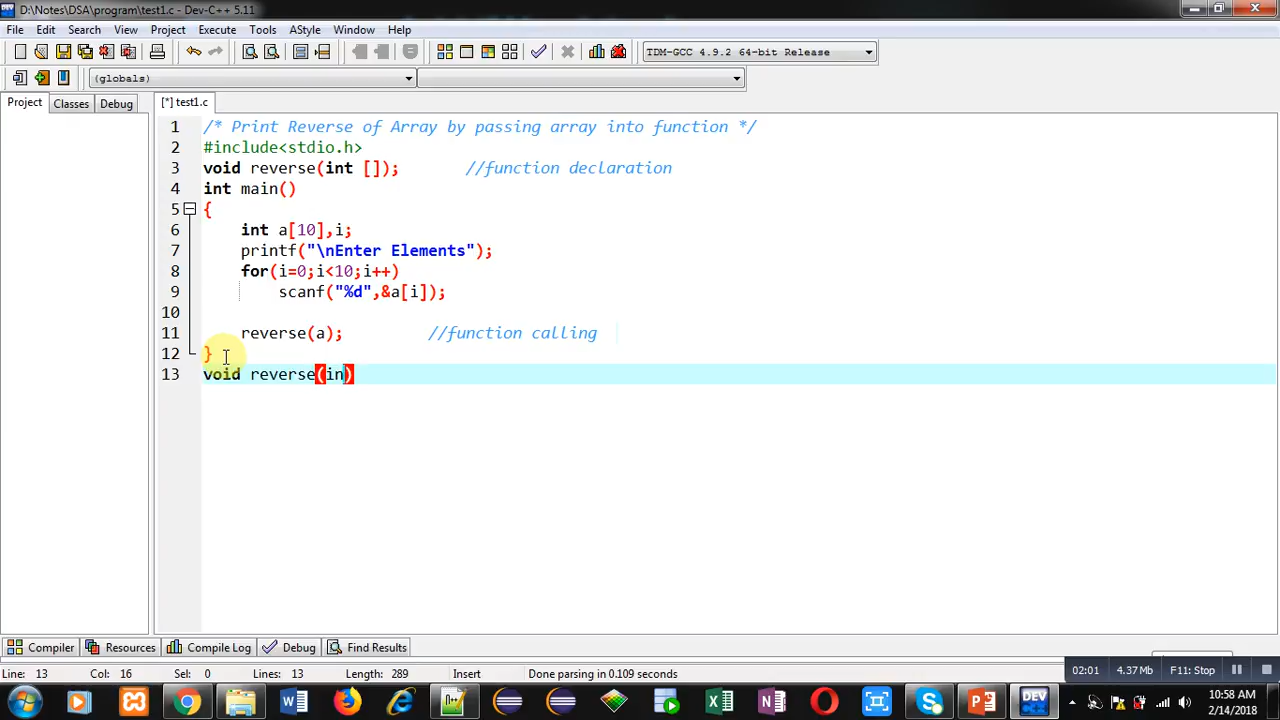 D:\Notes\DSA\program\test1.c - Dev-C++ 5.11
File Edit Search View Project Execute Tools AStyle Window Help
TDM-GCC 4.9.2 64-bit Release
(globals)
Project Classes Debug [*] test1.c
1 /* Print Reverse of Array by passing array into function */
2 #include<stdio.h>
3 void reverse(int []); //function declaration
4 int main()
5 {
6 int a[10],i;
7 printf("\nEnter Elements");
8 for(i=0;i<10;i++)
9 scanf("%d",&a[i]);
10
11 reverse(a); //function calling
12 }
13 void reverse(in)
Compiler Resources Compile Log Debug Find Results
Line: 13 Col: 16 Sel: 0 Lines: 13 Length: 289 Insert Done parsing in 0.109 seconds
02:01 4.37Mb F11: Stop
DEV
10:58 AM
2/14/2018